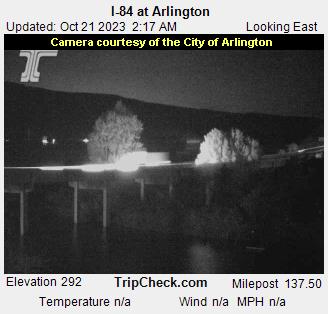 I-84 at Arlington
Updated: Oct 21 2023 2:17 AM Looking East
Camera courtesy of the City of Arlington
Elevation 292 TripCheck.com Milepost 137.50
Temperature n/a Wind n/a MPH n/a